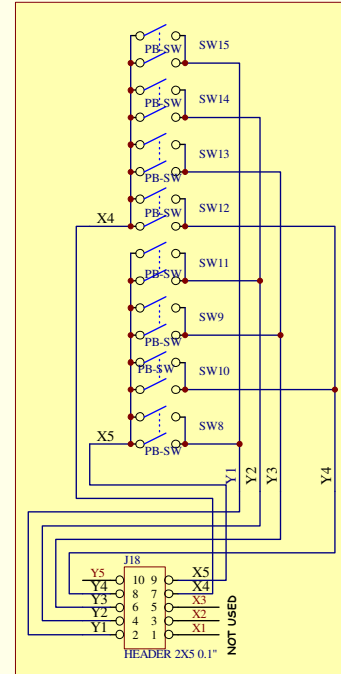 SW15
PB-SW
SW14
PB-SW
SW13
PB-SW
SW12
X4
PB-SW
SW11
PB-SW
SW9
PB-SW
PB-SW
SW10
SW8
X5
PB-SW
Y1
Y2
Y3
Y4
J18
Y5 10 9 X5
Y4 8 7 X4
Y3 6 5 X3
Y2 4 3 X2
Y1 2 1 X1
NOT USED
HEADER 2X5 0.1"